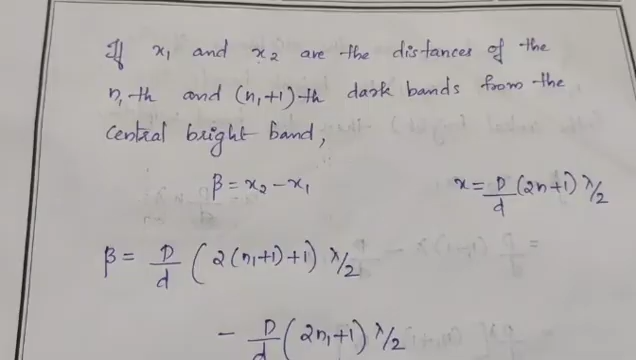 If x₁ and x₂ are the distances of the
n₁-th and (n₁+1)-th dark bands from the
central bright band,
β = x₂ - x₁    x = D/d (2n+1) λ/2
β = D/d (2(n₁+1)+1) λ/2
- D/d (2n₁+1) λ/2